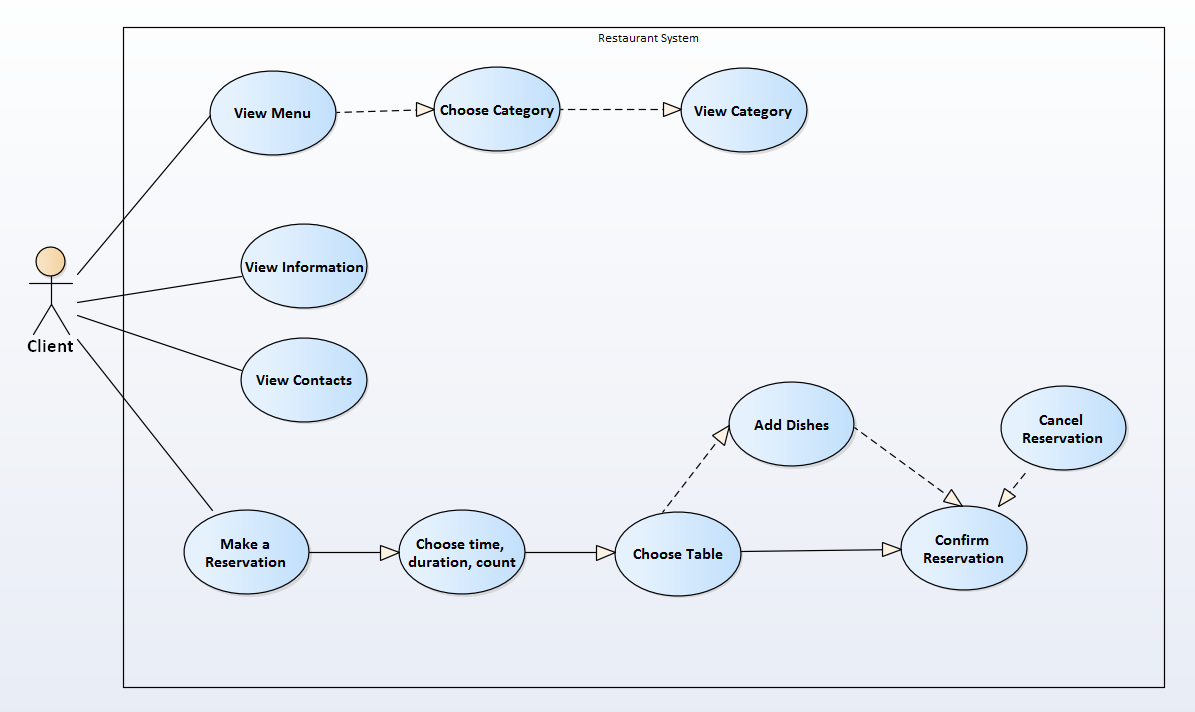 Restaurant System
View Menu
Choose Category
View Category
View Information
Client
View Contacts
Add Dishes
Cancel
Reservation
Make a
Reservation
Choose time,
duration, count
Choose Table
Confirm
Reservation